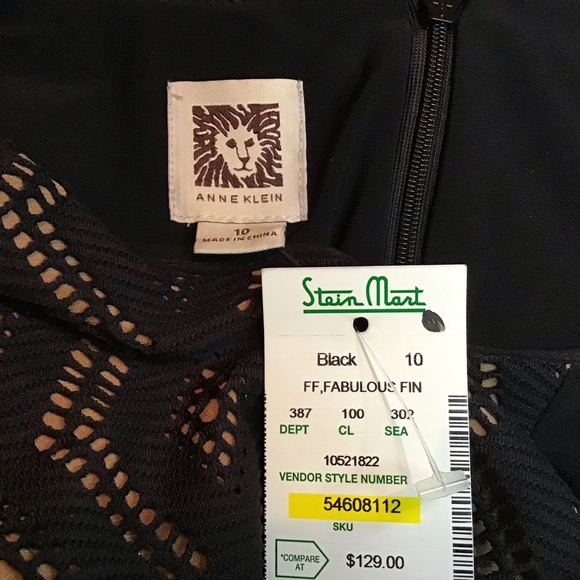 ANNE KLEIN
10
MADE IN CHINA
Stein Mart
Black 10
FF,FABULOUS FIN
387 100 302
DEPT CL SEA
10521822
VENDOR STYLE NUMBER
54608112
SKU
*COMPARE AT $129.00